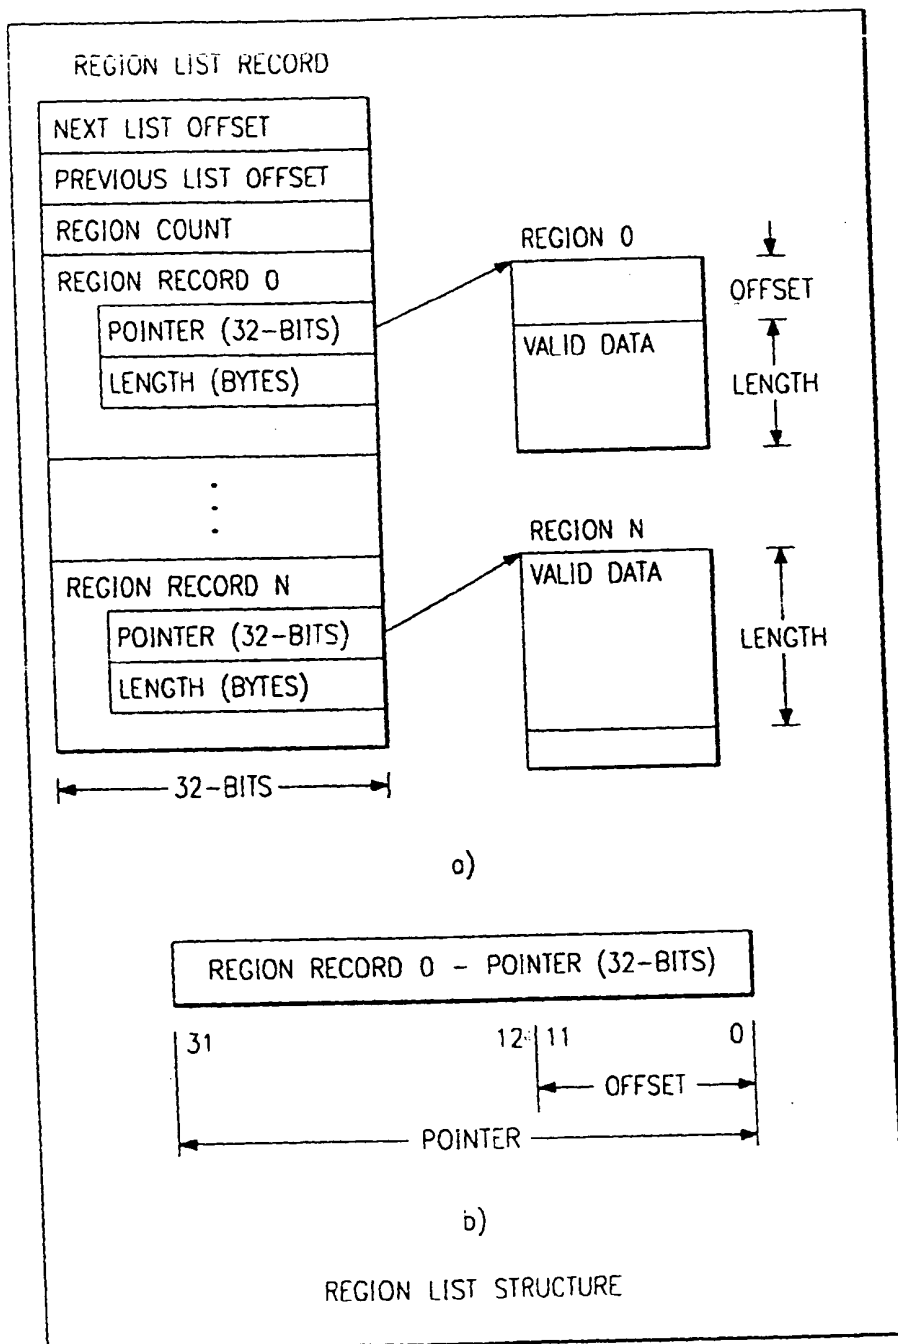 REGION LIST RECORD
NEXT LIST OFFSET
PREVIOUS LIST OFFSET
REGION COUNT
REGION RECORD 0
POINTER (32-BITS)
LENGTH (BYTES)
REGION RECORD N
POINTER (32-BITS)
LENGTH (BYTES)
32-BITS
REGION 0
VALID DATA
OFFSET
LENGTH
REGION N
VALID DATA
LENGTH
a)
REGION RECORD 0 - POINTER (32-BITS)
31 12 11 0
OFFSET
POINTER
b)
REGION LIST STRUCTURE